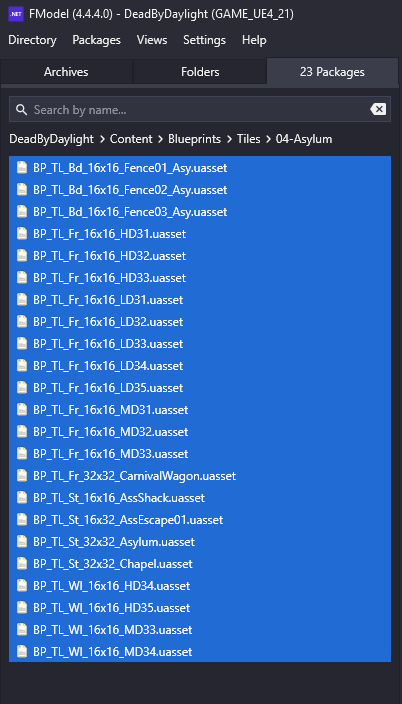 .NET FModel (4.4.4.0) - DeadByDaylight (GAME_UE4_21)
Directory Packages Views Settings Help
Archives Folders 23 Packages
Search by name...
DeadByDaylight > Content > Blueprints > Tiles > 04-Asylum
BP_TL_Bd_16x16_Fence01_Asy.uasset
BP_TL_Bd_16x16_Fence02_Asy.uasset
BP_TL_Bd_16x16_Fence03_Asy.uasset
BP_TL_Fr_16x16_HD31.uasset
BP_TL_Fr_16x16_HD32.uasset
BP_TL_Fr_16x16_HD33.uasset
BP_TL_Fr_16x16_LD31.uasset
BP_TL_Fr_16x16_LD32.uasset
BP_TL_Fr_16x16_LD33.uasset
BP_TL_Fr_16x16_LD34.uasset
BP_TL_Fr_16x16_LD35.uasset
BP_TL_Fr_16x16_MD31.uasset
BP_TL_Fr_16x16_MD32.uasset
BP_TL_Fr_16x16_MD33.uasset
BP_TL_Fr_32x32_CarnivalWagon.uasset
BP_TL_St_16x16_AssShack.uasset
BP_TL_St_16x32_AssEscape01.uasset
BP_TL_St_32x32_Asylum.uasset
BP_TL_St_32x32_Chapel.uasset
BP_TL_Wl_16x16_HD34.uasset
BP_TL_Wl_16x16_HD35.uasset
BP_TL_Wl_16x16_MD33.uasset
BP_TL_Wl_16x16_MD34.uasset